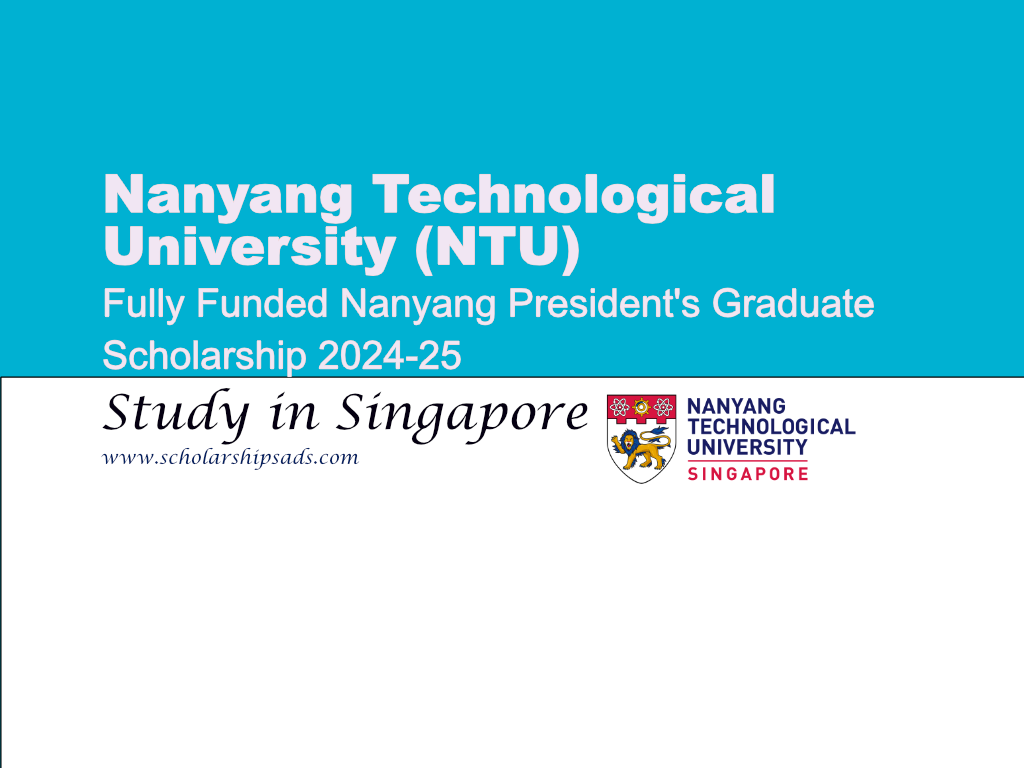 Nanyang Technological
University (NTU)
Fully Funded Nanyang President's Graduate
Scholarship 2024-25
Study in Singapore
www.scholarshipsads.com
NANYANG
TECHNOLOGICAL
UNIVERSITY
SINGAPORE